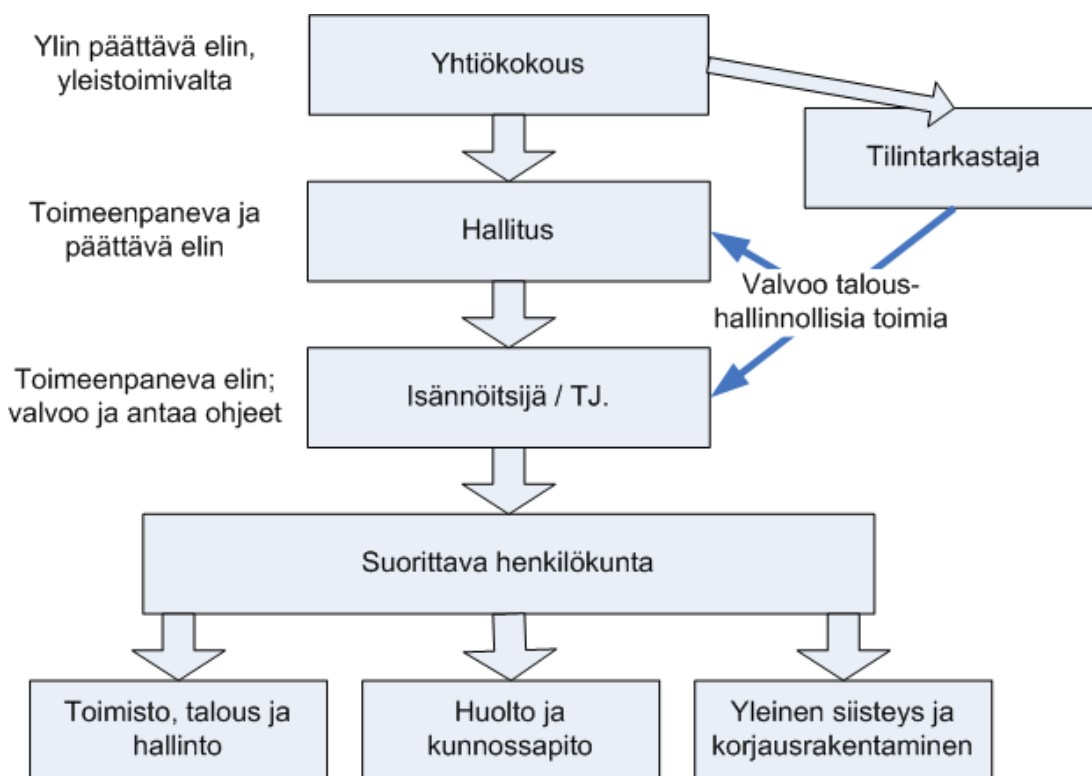 Ylin päättävä elin,
yleistoimivalta
Yhtiökokous
Tilintarkastaja
Toimeenpaneva ja
päättävä elin
Hallitus
Valvoo talous-
hallinnollisia toimia
Toimeenpaneva elin;
valvoo ja antaa ohjeet
Isännöitsijä / TJ.
Suorittava henkilökunta
Toimisto, talous ja
hallinto
Huolto ja
kunnossapito
Yleinen siisteys ja
korjausrakentaminen